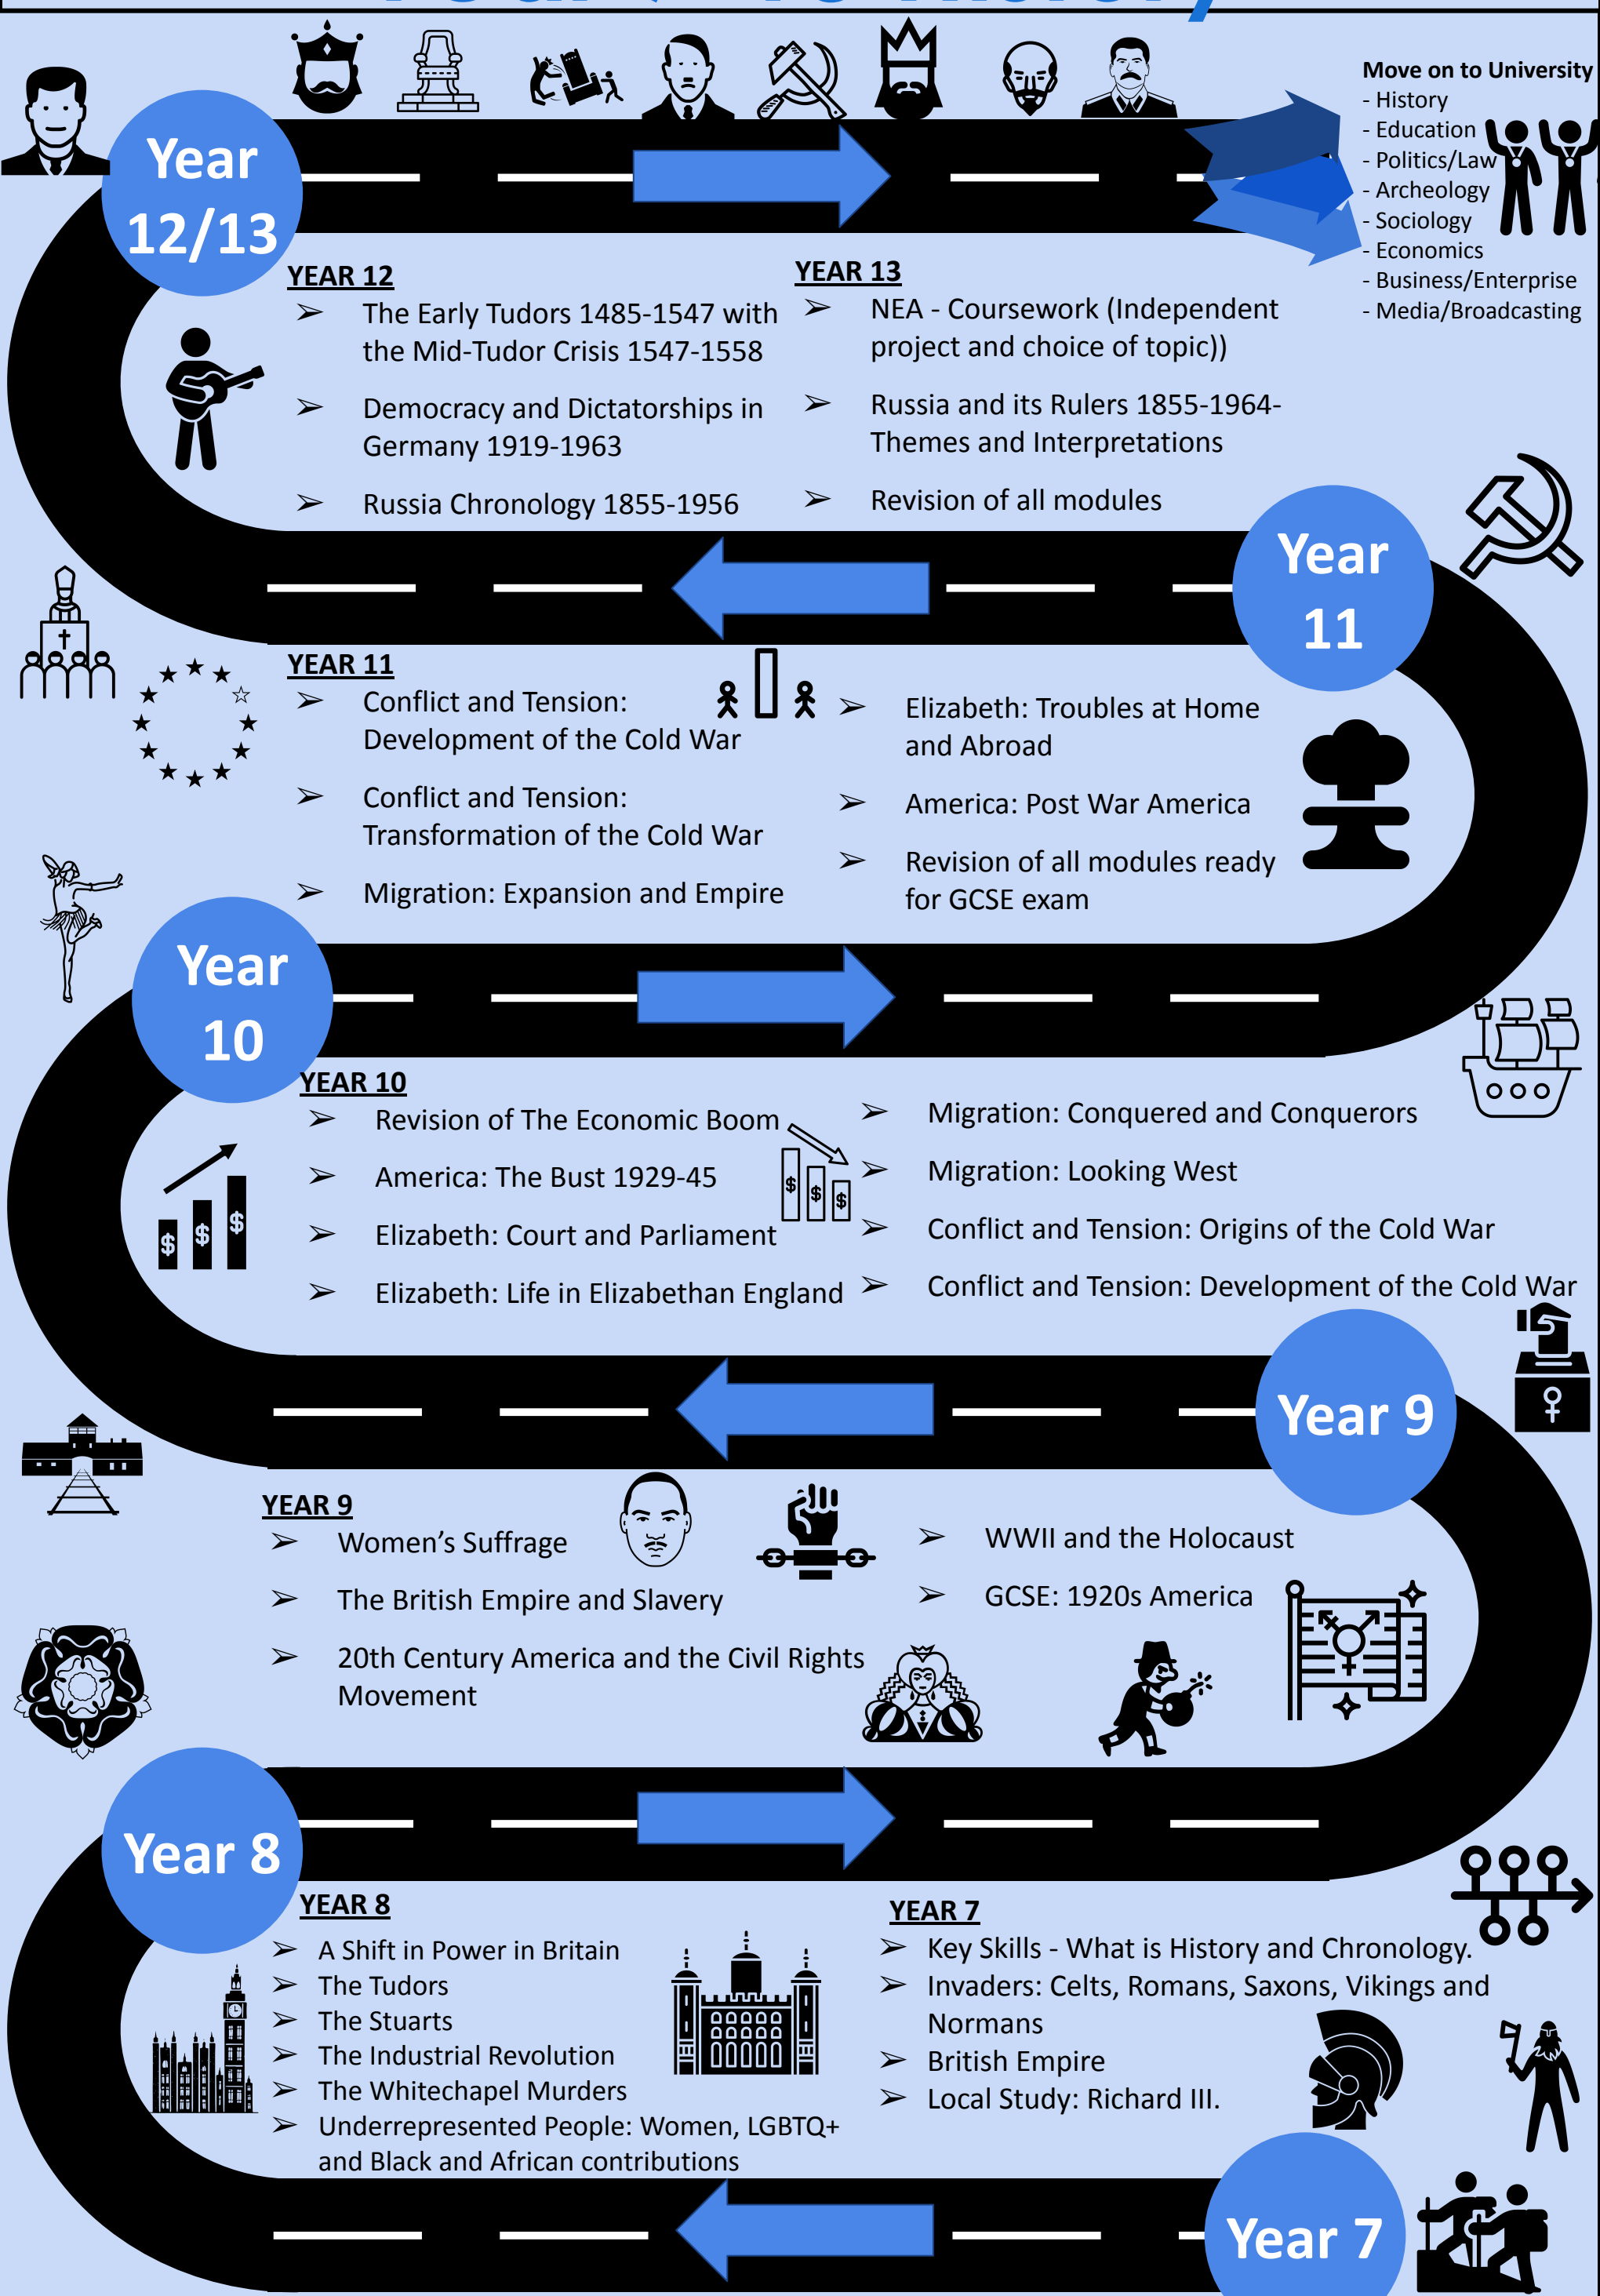 Move on to University
- History
- Education
- Politics/Law
- Archeology
- Sociology
- Economics
- Business/Enterprise
- Media/Broadcasting
Year
12/13
YEAR 12
➢ The Early Tudors 1485-1547 with
the Mid-Tudor Crisis 1547-1558
➢ Democracy and Dictatorships in
Germany 1919-1963
➢ Russia Chronology 1855-1956
YEAR 13
➢ NEA - Coursework (Independent
project and choice of topic))
➢ Russia and its Rulers 1855-1964-
Themes and Interpretations
➢ Revision of all modules
Year
11
YEAR 11
➢ Conflict and Tension:
Development of the Cold War
➢ Conflict and Tension:
Transformation of the Cold War
➢ Migration: Expansion and Empire
➢ Elizabeth: Troubles at Home
and Abroad
➢ America: Post War America
➢ Revision of all modules ready
for GCSE exam
Year
10
YEAR 10
➢ Revision of The Economic Boom
➢ America: The Bust 1929-45
➢ Elizabeth: Court and Parliament
➢ Elizabeth: Life in Elizabethan England
➢ Migration: Conquered and Conquerors
➢ Migration: Looking West
➢ Conflict and Tension: Origins of the Cold War
➢ Conflict and Tension: Development of the Cold War
$ $ $
$ $ $
Year 9
YEAR 9
➢ Women's Suffrage
➢ The British Empire and Slavery
➢ 20th Century America and the Civil Rights
Movement
➢ WWII and the Holocaust
➢ GCSE: 1920s America
Year 8
YEAR 8
➢ A Shift in Power in Britain
➢ The Tudors
➢ The Stuarts
➢ The Industrial Revolution
➢ The Whitechapel Murders
➢ Underrepresented People: Women, LGBTQ+
and Black and African contributions
YEAR 7
➢ Key Skills - What is History and Chronology.
➢ Invaders: Celts, Romans, Saxons, Vikings and
Normans
➢ British Empire
➢ Local Study: Richard III.
Year 7